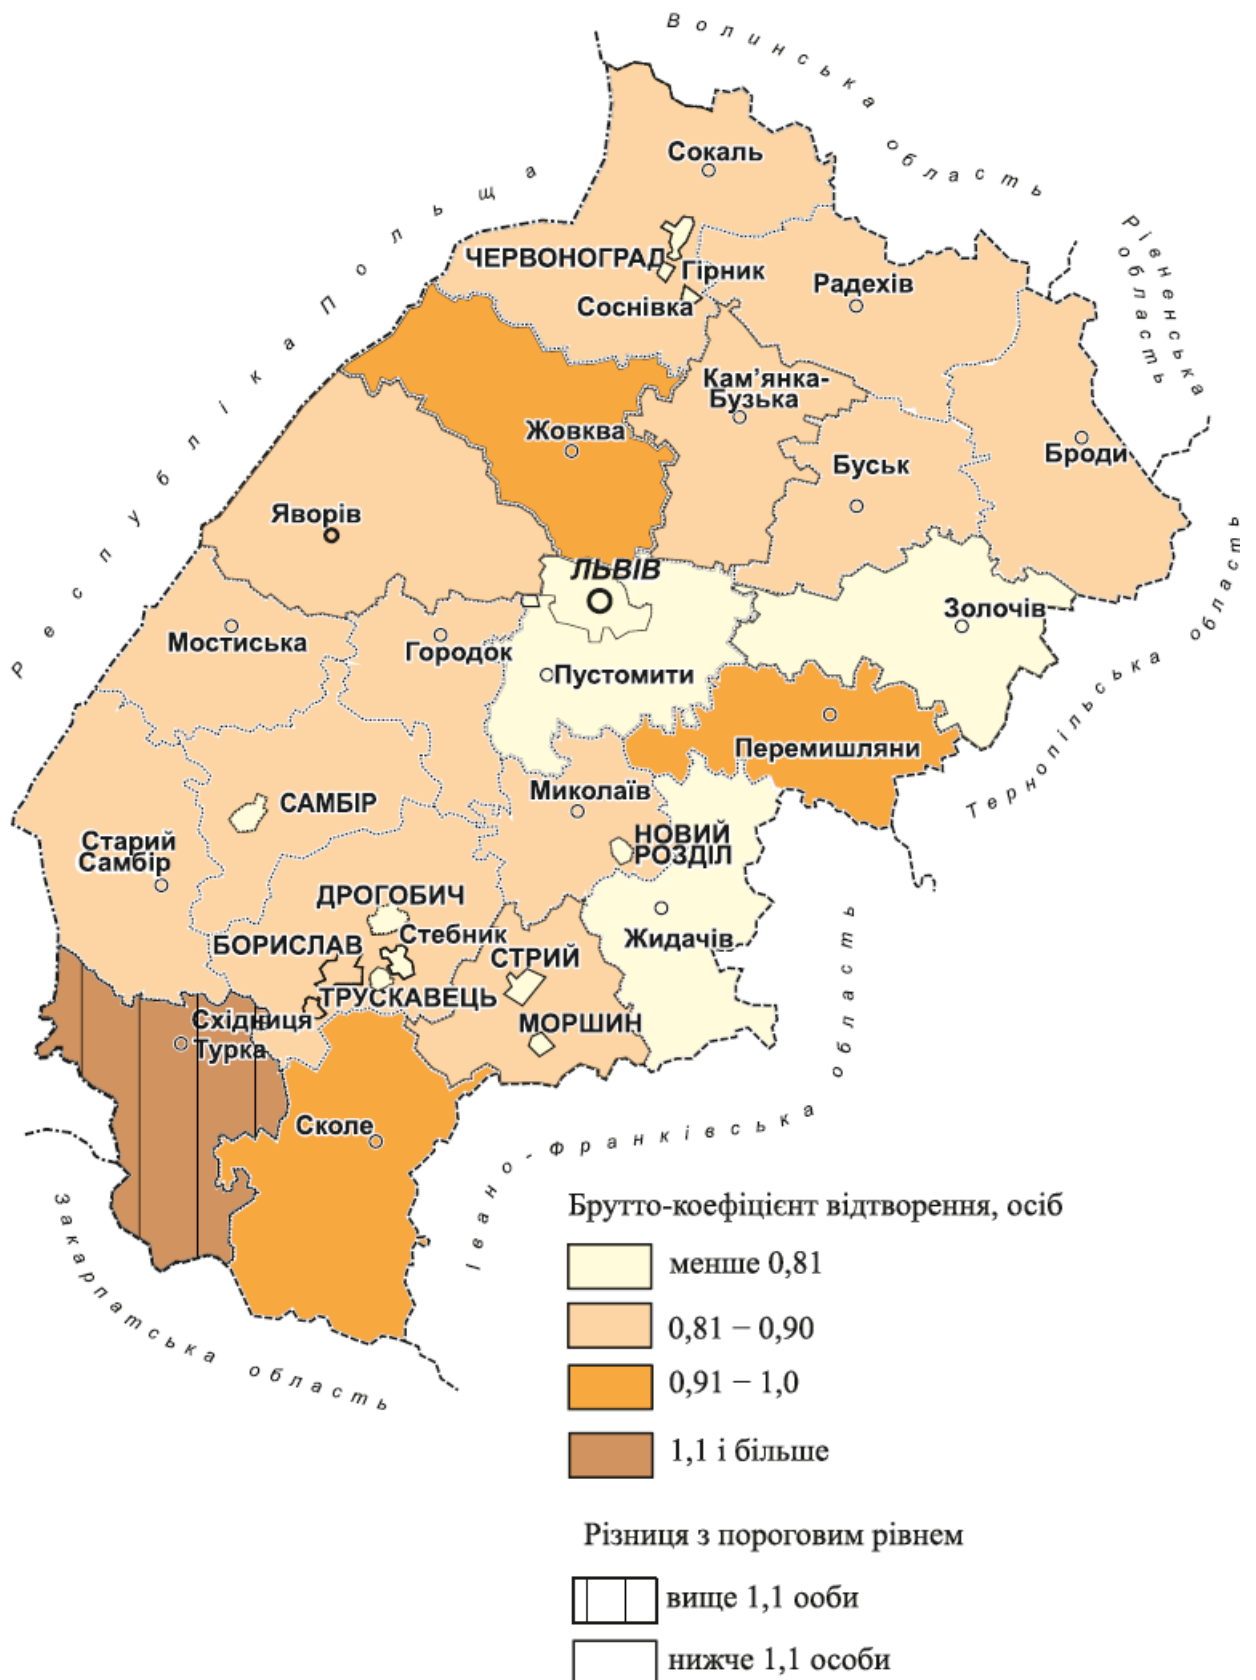 Волинська область
Рівненська
область
Республіка Польща
Сокаль
ЧЕРВОНОГРАД
Гірник
Соснівка
Радехів
Кам’янка-
Бузька
Жовква
Броди
Буськ
Яворів
ЛЬВІВ
Золочів
Мостиська
Городок
Пустомити
Перемишляни
Тернопільська область
Миколаїв
САМБІР
НОВИЙ
РОЗДІЛ
Старий
Самбір
ДРОГОБИЧ
Стебник
БОРИСЛАВ
СТРИЙ
Жидачів
ТРУСКАВЕЦЬ
Східниця
МОРШИН
Турка
Сколе
Івано-Франківська область
Закарпатська область
Брутто-коефіцієнт відтворення, осіб
менше 0,81
0,81 – 0,90
0,91 – 1,0
1,1 і більше
Різниця з пороговим рівнем
вище 1,1 ооби
нижче 1,1 особи